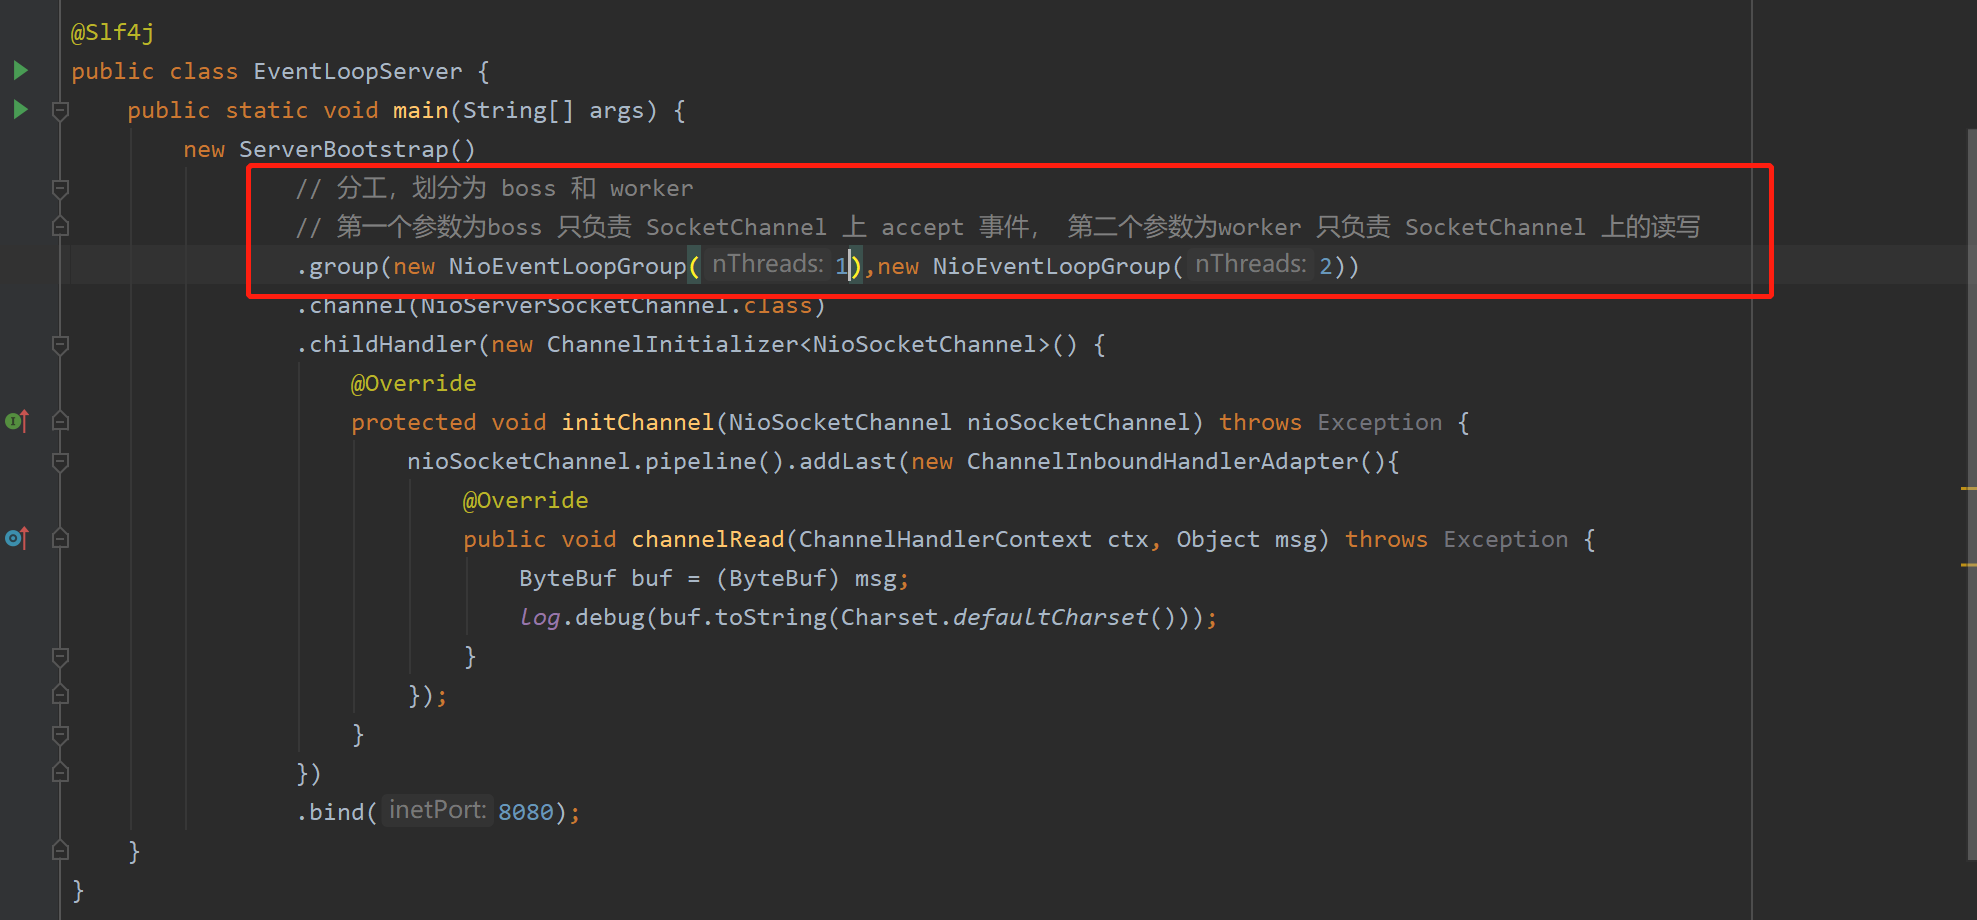 @Slf4j
public class EventLoopServer {
public static void main(String[] args) {
new ServerBootstrap()
// 分工，划分为 boss 和 worker
// 第一个参数为boss 只负责 SocketChannel 上 accept 事件， 第二个参数为worker 只负责 SocketChannel 上的读写
.group(new NioEventLoopGroup( nThreads: 1),new NioEventLoopGroup( nThreads: 2))
.channel(NioServerSocketChannel.class)
.childHandler(new ChannelInitializer<NioSocketChannel>() {
@Override
protected void initChannel(NioSocketChannel nioSocketChannel) throws Exception {
nioSocketChannel.pipeline().addLast(new ChannelInboundHandlerAdapter(){
@Override
public void channelRead(ChannelHandlerContext ctx, Object msg) throws Exception {
ByteBuf buf = (ByteBuf) msg;
log.debug(buf.toString(Charset.defaultCharset()));
}
});
}
})
.bind( inetPort: 8080);
}
}